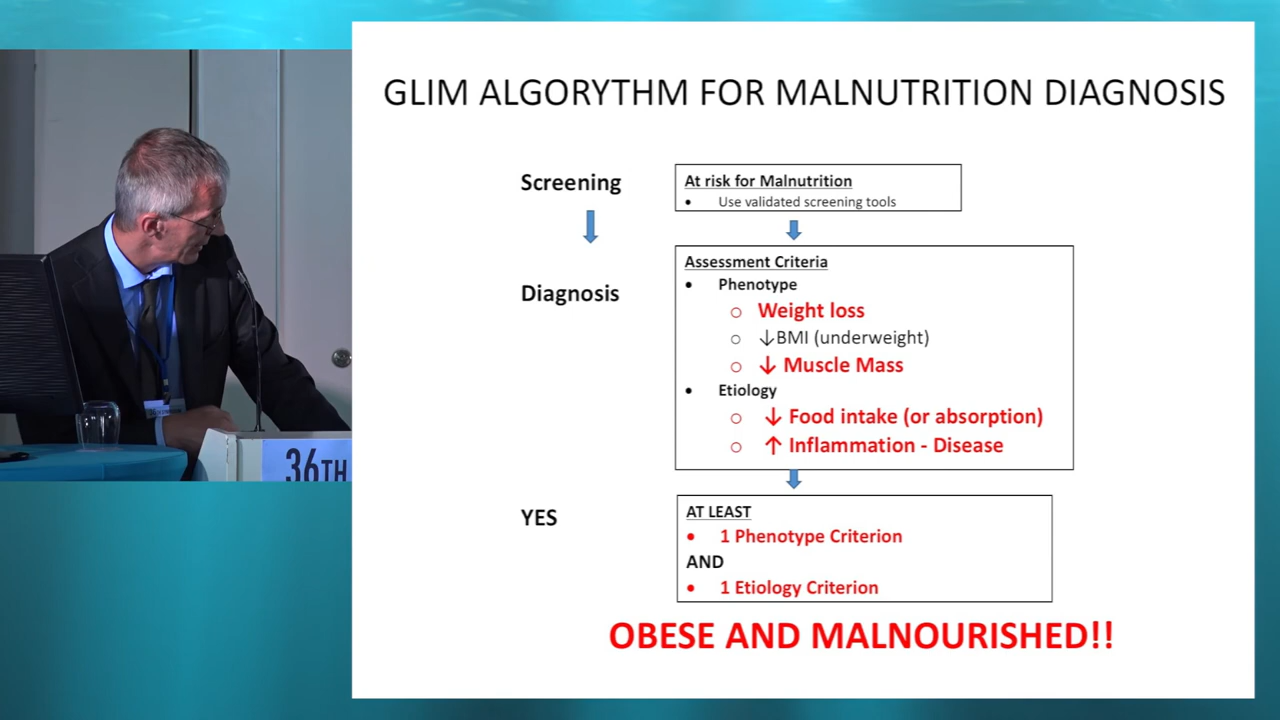 GLIM ALGORYTHM FOR MALNUTRITION DIAGNOSIS
Screening
At risk for Malnutrition
• Use validated screening tools
Diagnosis
Assessment Criteria
• Phenotype
○ Weight loss
○ ↓BMI (underweight)
○ ↓ Muscle Mass
• Etiology
○ ↓ Food intake (or absorption)
○ ↑ Inflammation - Disease
YES
AT LEAST
• 1 Phenotype Criterion
AND
• 1 Etiology Criterion
OBESE AND MALNOURISHED!!
36TH